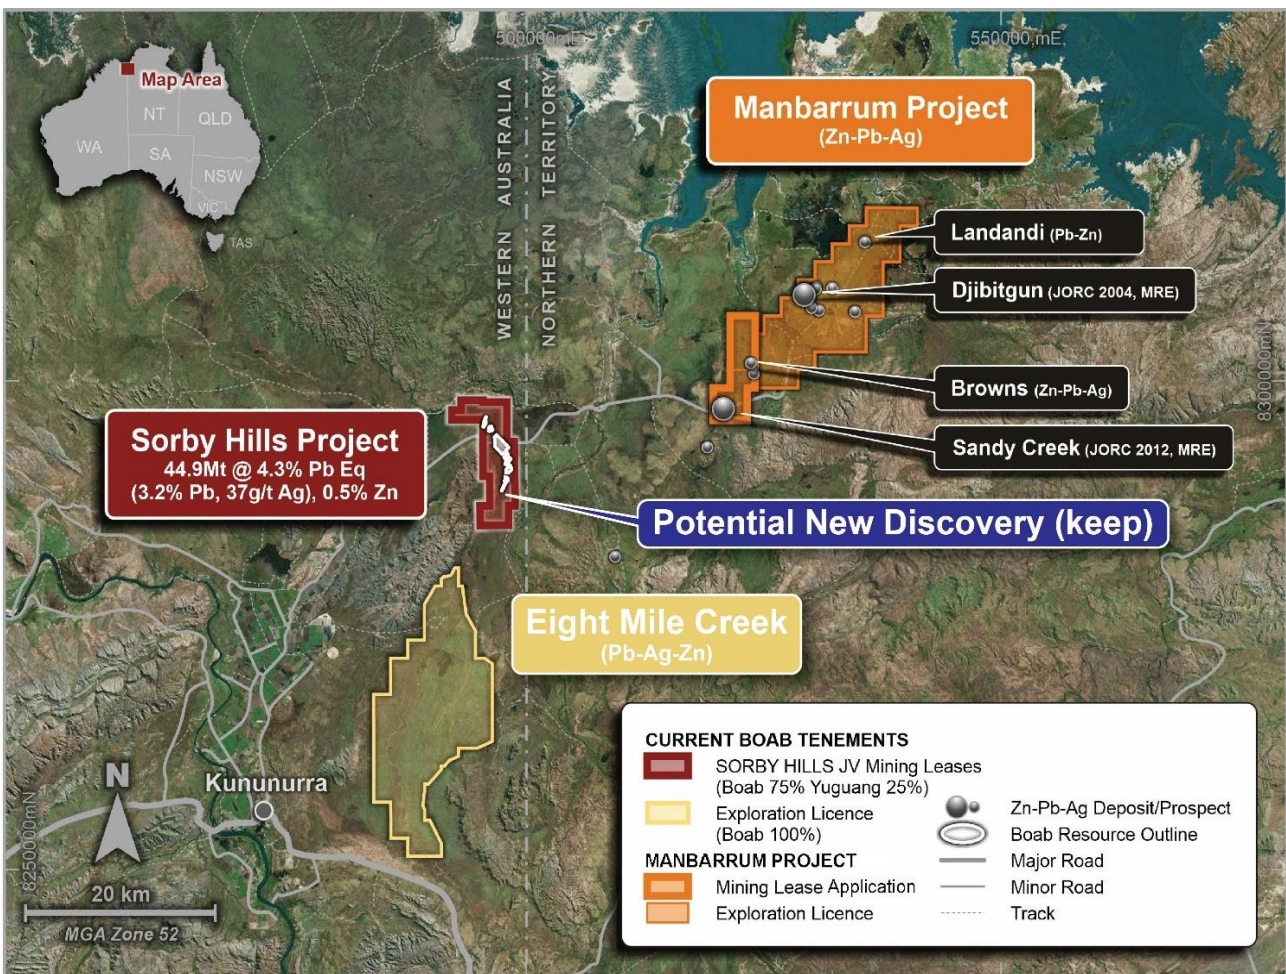 500000mE
550000mE
Map Area
NT
QLD
WA
SA
NSW
VIC
TAS
WESTERN AUSTRALIA
NORTHERN TERRITORY
Manbarrum Project
(Zn-Pb-Ag)
Landandi (Pb-Zn)
Djibitgun (JORC 2004, MRE)
Browns (Zn-Pb-Ag)
Sandy Creek (JORC 2012, MRE)
8300000mN
Sorby Hills Project
44.9Mt @ 4.3% Pb Eq
(3.2% Pb, 37g/t Ag), 0.5% Zn
Potential New Discovery (keep)
Eight Mile Creek
(Pb-Ag-Zn)
Kununurra
N
8250000mN
20 km
MGA Zone 52
CURRENT BOAB TENEMENTS
SORBY HILLS JV Mining Leases
(Boab 75% Yuguang 25%)
Exploration Licence
(Boab 100%)
MANBARRUM PROJECT
Mining Lease Application
Exploration Licence
Zn-Pb-Ag Deposit/Prospect
Boab Resource Outline
Major Road
Minor Road
Track